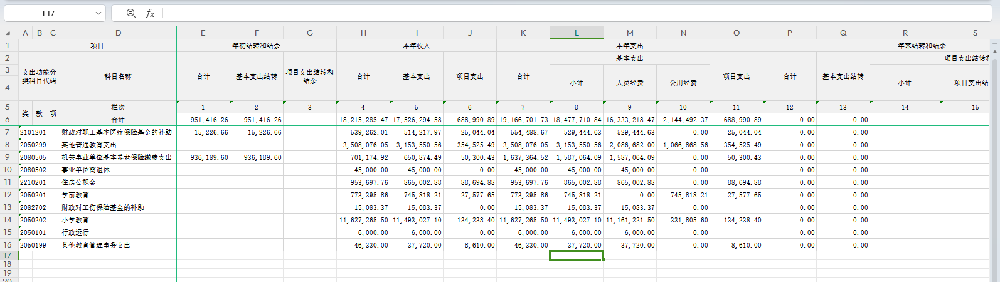 L17
fx
A B C D E F G H I J K L M N O P Q R S
1 项目 年初结转和结余 本年收入 本年支出 年末结转和结余
2 基本支出 项目支出结转和
3 支出功能分类科目代码 科目名称 合计 基本支出结转 项目支出结转和结余 合计 基本支出 项目支出 合计 项目支出 合计 基本支出结转
4 小计 人员经费 公用经费 小计 项目支出结
5 类 款 项 栏次 1 2 3 4 5 6 7 8 9 10 11 12 13 14 15
6 合计 951,416.26 951,416.26 18,215,285.47 17,526,294.58 688,990.89 19,166,701.73 18,477,710.84 16,333,218.47 2,144,492.37 688,990.89 0.00 0.00
7 2101201 财政对职工基本医疗保险基金的补助 15,226.66 15,226.66 539,262.01 514,217.97 25,044.04 554,488.67 529,444.63 529,444.63 0.00 25,044.04 0.00 0.00
8 2050299 其他普通教育支出 3,508,076.05 3,153,550.56 354,525.49 3,508,076.05 3,153,550.56 2,086,682.00 1,066,868.56 354,525.49 0.00 0.00
9 2080505 机关事业单位基本养老保险缴费支出 936,189.60 936,189.60 701,174.92 650,874.49 50,300.43 1,637,364.52 1,587,064.09 1,587,064.09 0.00 50,300.43 0.00 0.00
10 2080502 事业单位离退休 45,000.00 45,000.00 0.00 45,000.00 45,000.00 45,000.00 0.00 0.00 0.00
11 2210201 住房公积金 953,697.76 865,002.88 88,694.88 953,697.76 865,002.88 865,002.88 0.00 88,694.88 0.00 0.00
12 2050201 学前教育 773,395.86 745,818.21 27,577.65 773,395.86 745,818.21 0.00 745,818.21 27,577.65 0.00 0.00
13 2082702 财政对工伤保险基金的补助 15,083.37 15,083.37 0.00 15,083.37 15,083.37 15,083.37 0.00 0.00 0.00
14 2050202 小学教育 11,627,265.50 11,493,027.10 134,238.40 11,627,265.50 11,493,027.10 11,161,221.50 331,805.60 134,238.40 0.00 0.00
15 2050101 行政运行 6,000.00 6,000.00 0.00 6,000.00 6,000.00 6,000.00 0.00 0.00 0.00
16 2050199 其他教育管理事务支出 46,330.00 37,720.00 8,610.00 46,330.00 37,720.00 37,720.00 0.00 8,610.00 0.00 0.00
17
18
19
20